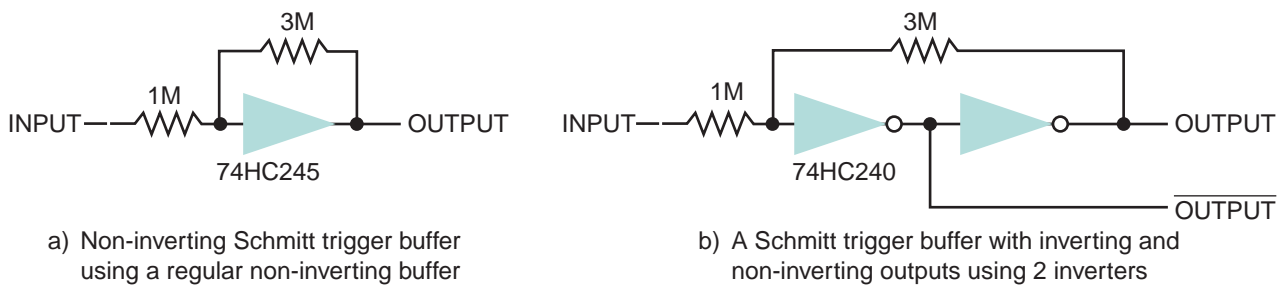 3M
1M
INPUT
OUTPUT
74HC245
a) Non-inverting Schmitt trigger buffer
using a regular non-inverting buffer
3M
1M
INPUT
OUTPUT
74HC240
OUTPUT
b) A Schmitt trigger buffer with inverting and
non-inverting outputs using 2 inverters